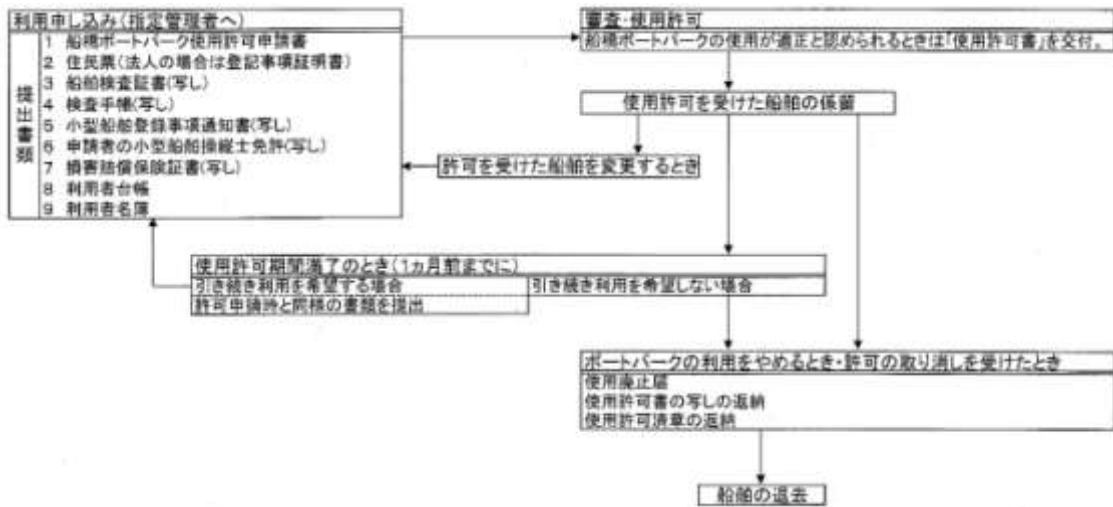 利用申し込み(指定管理者へ)
提出書類
1 船橋ボートパーク使用許可申請書
2 住民票(法人の場合は登記事項証明書)
3 船舶検査証書(写し)
4 検査手帳(写し)
5 小型船舶登録事項通知書(写し)
6 申請者の小型船舶操縦士免許(写し)
7 損害賠償保険証書(写し)
8 利用者台帳
9 利用者名簿
審査・使用許可
船橋ボートパークの使用が適正と認められるときは「使用許可書」を交付。
使用許可を受けた船舶の係留
許可を受けた船舶を変更するとき
使用許可期間満了のとき(1ヵ月前までに)
引き続き利用を希望する場合
許可申請時と同様の書類を提出
引き続き利用を希望しない場合
ボートパークの利用をやめるとき・許可の取り消しを受けたとき
使用廃止届
使用許可書の写しの返納
使用許可済章の返納
船舶の退去